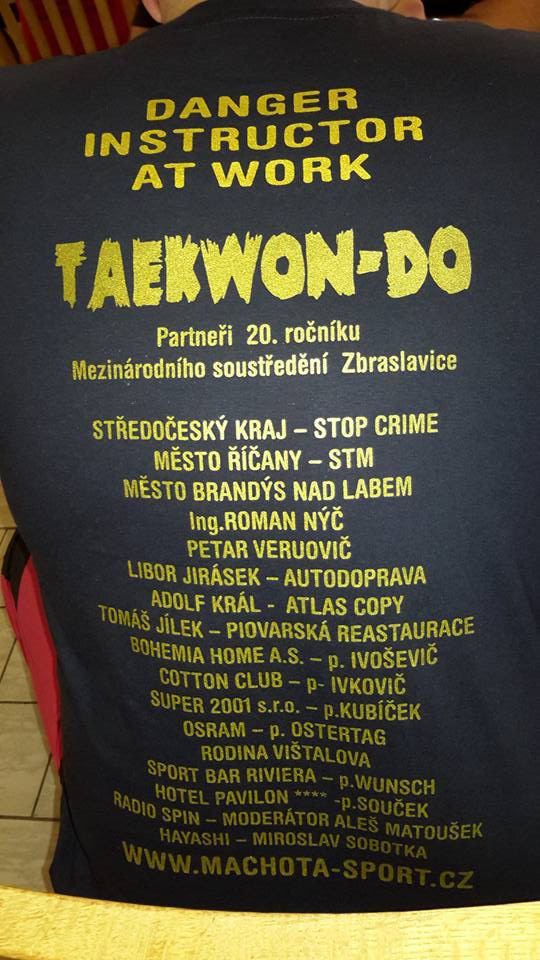 DANGER
INSTRUCTOR
AT WORK
TAEKWON-DO
Partneři 20. ročníku
Mezinárodního soustředění Zbraslavice
STŘEDOČESKÝ KRAJ – STOP CRIME
MĚSTO ŘÍČANY – STM
MĚSTO BRANDÝS NAD LABEM
Ing.ROMAN NÝČ
PETAR VERUOVIČ
LIBOR JIRÁSEK – AUTODOPRAVA
ADOLF KRÁL - ATLAS COPY
TOMÁŠ JÍLEK – PIOVARSKÁ REASTAURACE
BOHEMIA HOME A.S. – p. IVOŠEVIČ
COTTON CLUB – p- IVKOVIČ
SUPER 2001 s.r.o. – p.KUBÍČEK
OSRAM – p. OSTERTAG
RODINA VIŠTALOVA
SPORT BAR RIVIERA – p.WUNSCH
HOTEL PAVILON **** -p.SOUČEK
RADIO SPIN – MODERÁTOR ALEŠ MATOUŠEK
HAYASHI – MIROSLAV SOBOTKA
WWW.MACHOTA-SPORT.CZ